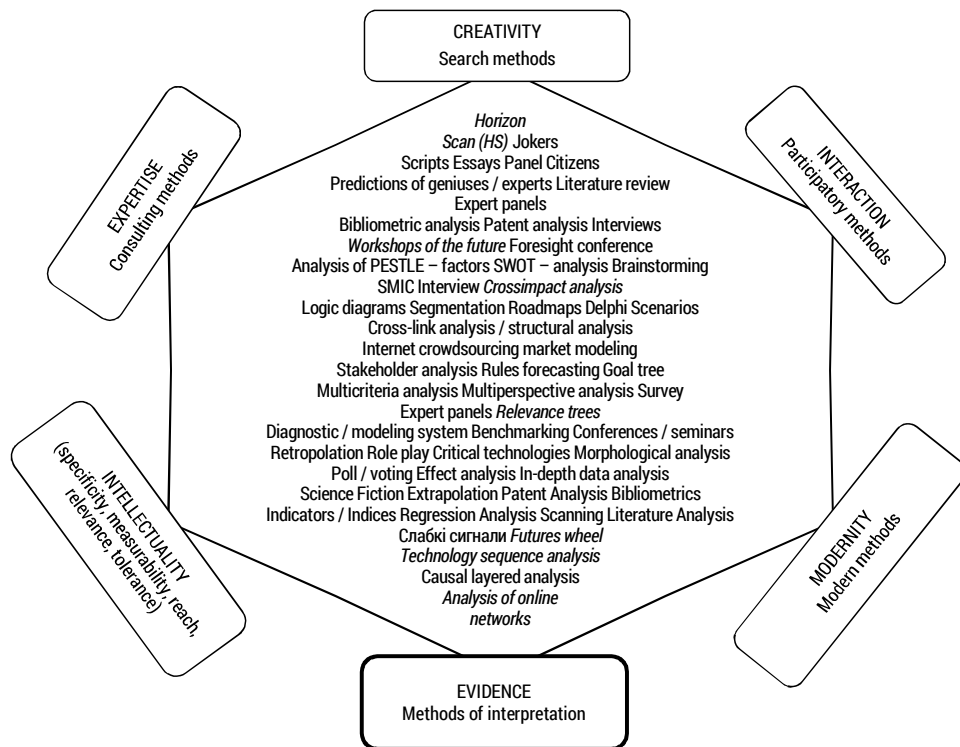 CREATIVITY
Search methods
EXPERTISE
Consulting methods
INTERACTION
Participatory methods
Horizon
Scan (HS) Jokers
Scripts Essays Panel Citizens
Predictions of geniuses / experts Literature review
Expert panels
Bibliometric analysis Patent analysis Interviews
Workshops of the future Foresight conference
Analysis of PESTLE – factors SWOT – analysis Brainstorming
SMIC Interview Crossimpact analysis
Logic diagrams Segmentation Roadmaps Delphi Scenarios
Cross-link analysis / structural analysis
Internet crowdsourcing market modeling
Stakeholder analysis Rules forecasting Goal tree
Multicriteria analysis Multiperspective analysis Survey
Expert panels Relevance trees
Diagnostic / modeling system Benchmarking Conferences / seminars
Retropolation Role play Critical technologies Morphological analysis
Poll / voting Effect analysis In-depth data analysis
Science Fiction Extrapolation Patent Analysis Bibliometrics
Indicators / Indices Regression Analysis Scanning Literature Analysis
Слабкі сигнали Futures wheel
Technology sequence analysis
Causal layered analysis
Analysis of online
networks
INTELLECTUALITY
(specificity, measurability, reach,
relevance, tolerance)
MODERNITY
Modern methods
EVIDENCE
Methods of interpretation